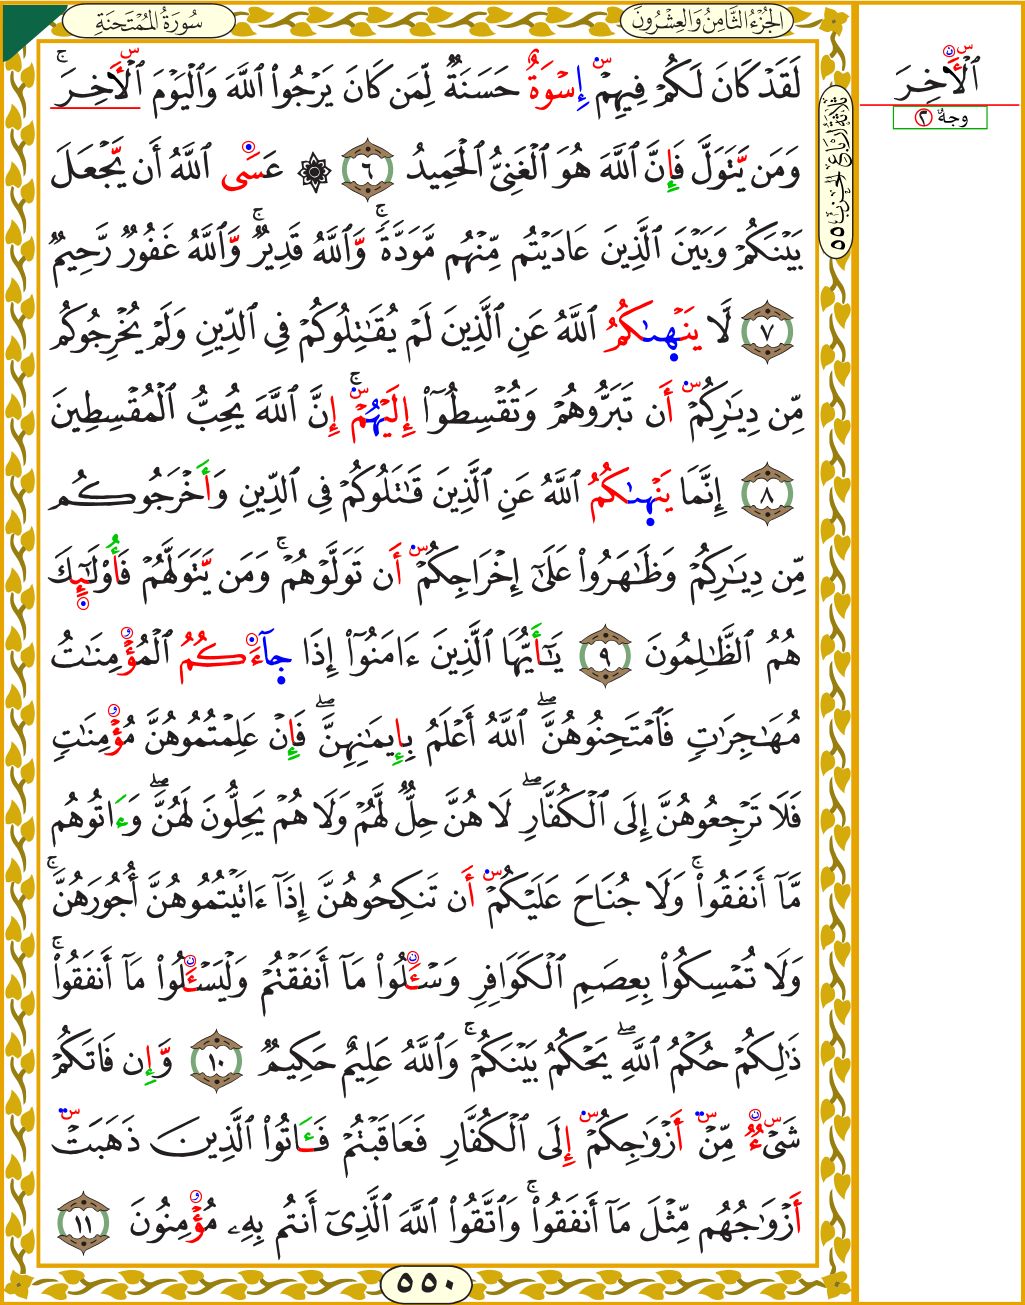 الجُزْءُ الثَّامِنُ وَالعِشْرُونَ
سُورَةُ المُمْتَحَنَةِ
لَقَدْ كَانَ لَكُمْ فِيهِمْ إِسْوَةٌ حَسَنَةٌ لِّمَن كَانَ يَرْجُوا۟ ٱللَّهَ وَٱلْيَوْمَ ٱلْأٓخِرَ ۚ
وَمَن يَتَوَلَّ فَإِنَّ ٱللَّهَ هُوَ ٱلْغَنِىُّ ٱلْحَمِيدُ ٦ ۞ عَسَى ٱللَّهُ أَن يَجْعَلَ
بَيْنَكُمْ وَبَيْنَ ٱلَّذِينَ عَادَيْتُم مِّنْهُم مَّوَدَّةً ۚ وَٱللَّهُ قَدِيرٌ ۚ وَٱللَّهُ غَفُورٌ رَّحِيمٌ
٧ لَّا يَنْهَىٰكُمُ ٱللَّهُ عَنِ ٱلَّذِينَ لَمْ يُقَـٰتِلُوكُمْ فِى ٱلدِّينِ وَلَمْ يُخْرِجُوكُم
مِّن دِيَـٰرِكُمْ أَن تَبَرُّوهُمْ وَتُقْسِطُوٓا۟ إِلَيْهُمْ ۚ إِنَّ ٱللَّهَ يُحِبُّ ٱلْمُقْسِطِينَ
٨ إِنَّمَا يَنْهَىٰكُمُ ٱللَّهُ عَنِ ٱلَّذِينَ قَـٰتَلُوكُمْ فِى ٱلدِّينِ وَأَخْرَجُوكُم
مِّن دِيَـٰرِكُمْ وَظَـٰهَرُوا۟ عَلَىٰٓ إِخْرَاجِكُمْ أَن تَوَلَّوْهُمْ ۚ وَمَن يَتَوَلَّهُمْ فَأُو۟لَـٰٓئِكَ
هُمُ ٱلظَّـٰلِمُونَ ٩ يَـٰٓأَيُّهَا ٱلَّذِينَ ءَامَنُوٓا۟ إِذَا جَآءَكُمُ ٱلْمُؤْمِنَـٰتُ
مُهَـٰجِرَٰتٍ فَٱمْتَحِنُوهُنَّ ۖ ٱللَّهُ أَعْلَمُ بِإِيمَـٰنِهِنَّ ۖ فَإِنْ عَلِمْتُمُوهُنَّ مُؤْمِنَـٰتٍ
فَلَا تَرْجِعُوهُنَّ إِلَى ٱلْكُفَّارِ ۖ لَا هُنَّ حِلٌّ لَّهُمْ وَلَا هُمْ يَحِلُّونَ لَهُنَّ ۖ وَءَاتُوهُم
مَّآ أَنفَقُوا۟ ۚ وَلَا جُنَاحَ عَلَيْكُمْ أَن تَنكِحُوهُنَّ إِذَآ ءَاتَيْتُمُوهُنَّ أُجُورَهُنَّ ۚ
وَلَا تُمْسِكُوا۟ بِعِصَمِ ٱلْكَوَافِرِ وَسْـَٔلُوا۟ مَآ أَنفَقْتُمْ وَلْيَسْـَٔلُوا۟ مَآ أَنفَقُوا۟ ۚ
ذَٰلِكُمْ حُكْمُ ٱللَّهِ ۖ يَحْكُمُ بَيْنَكُمْ ۚ وَٱللَّهُ عَلِيمٌ حَكِيمٌ ١٠ وَإِن فَاتَكُمْ
شَىْءٌ مِّنْ أَزْوَٰجِكُمْ إِلَى ٱلْكُفَّارِ فَعَاقَبْتُمْ فَـَٔاتُوا۟ ٱلَّذِينَ ذَهَبَتْ
أَزْوَٰجُهُم مِّثْلَ مَآ أَنفَقُوا۟ ۚ وَٱتَّقُوا۟ ٱللَّهَ ٱلَّذِىٓ أَنتُم بِهِۦ مُؤْمِنُونَ ١١
٥٥٠
ثلاثة أرباع الحزب ٥٥
ٱلْأٓخِرَ
وجهٌ ٢